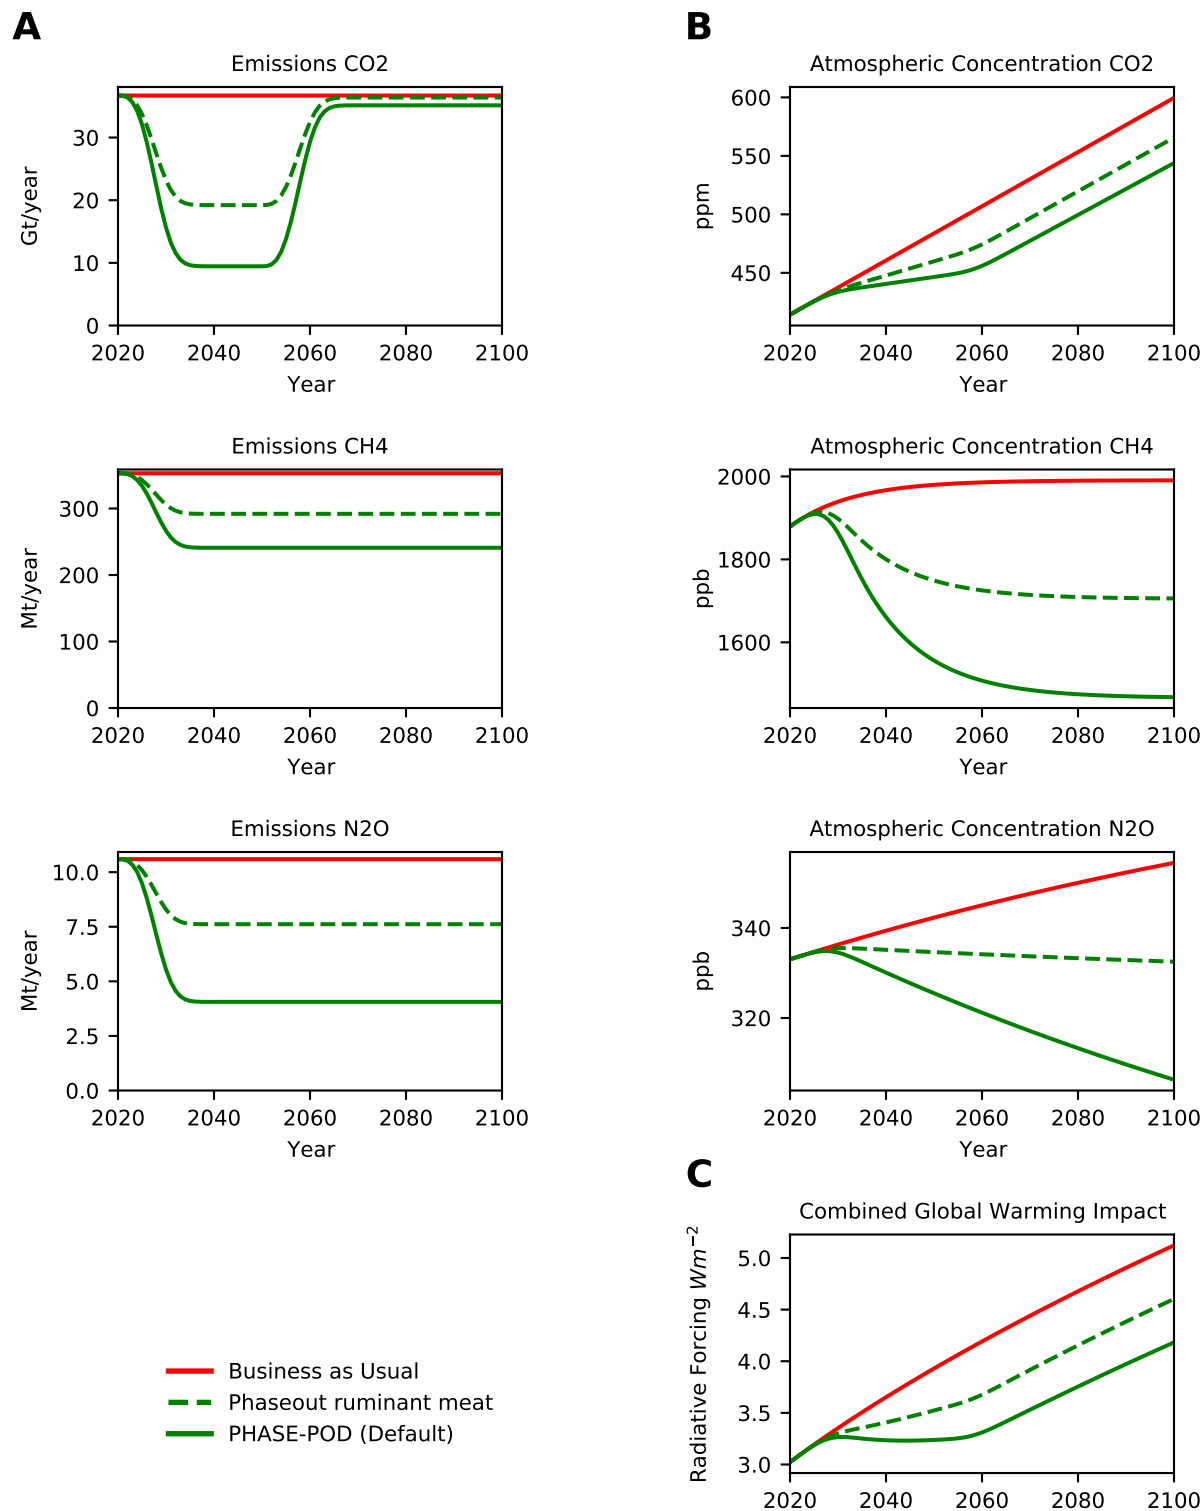 A
Emissions CO2
Gt/year
30
20
10
0
2020 2040 2060 2080 2100
Year
Emissions CH4
Mt/year
300
200
100
0
2020 2040 2060 2080 2100
Year
Emissions N2O
Mt/year
10.0
7.5
5.0
2.5
0.0
2020 2040 2060 2080 2100
Year
B
Atmospheric Concentration CO2
ppm
600
550
500
450
2020 2040 2060 2080 2100
Year
Atmospheric Concentration CH4
ppb
2000
1800
1600
2020 2040 2060 2080 2100
Year
Atmospheric Concentration N2O
ppb
340
320
2020 2040 2060 2080 2100
Year
C
Combined Global Warming Impact
Radiative Forcing Wm⁻²
5.0
4.5
4.0
3.5
3.0
2020 2040 2060 2080 2100
Business as Usual
Phaseout ruminant meat
PHASE-POD (Default)